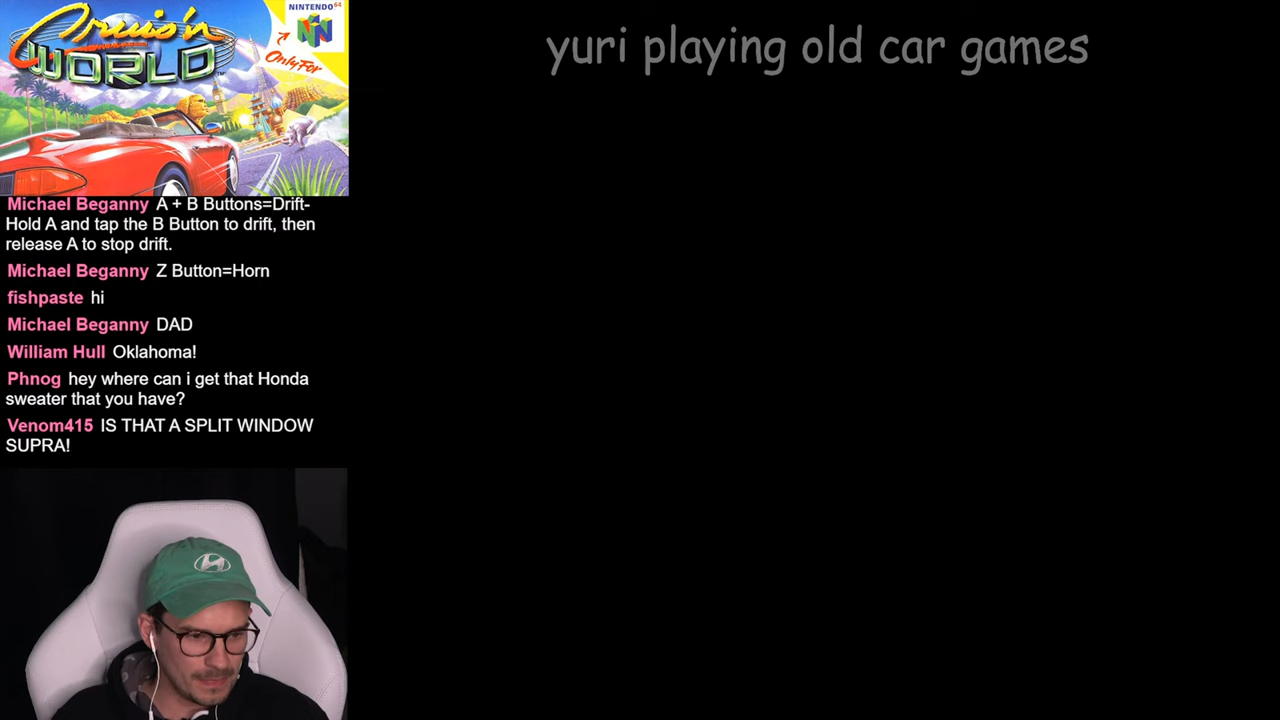 Cruis'n
WORLD
NINTENDO 64
Only For
yuri playing old car games
Michael Beganny A + B Buttons=Drift-
Hold A and tap the B Button to drift, then
release A to stop drift.
Michael Beganny Z Button=Horn
fishpaste hi
Michael Beganny DAD
William Hull Oklahoma!
Phnog hey where can i get that Honda
sweater that you have?
Venom415 IS THAT A SPLIT WINDOW
SUPRA!